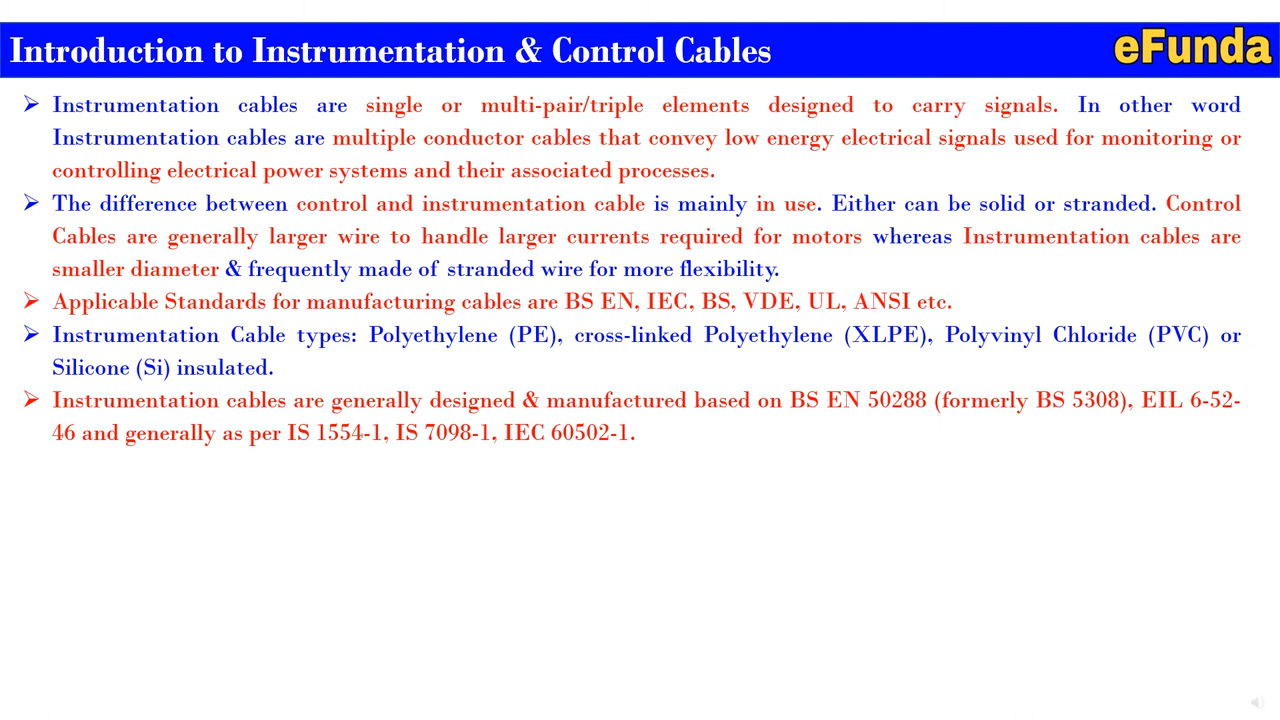 Introduction to Instrumentation & Control Cables
eFunda
➢ Instrumentation cables are single or multi-pair/triple elements designed to carry signals. In other word
Instrumentation cables are multiple conductor cables that convey low energy electrical signals used for monitoring or
controlling electrical power systems and their associated processes.
➢ The difference between control and instrumentation cable is mainly in use. Either can be solid or stranded. Control
Cables are generally larger wire to handle larger currents required for motors whereas Instrumentation cables are
smaller diameter & frequently made of stranded wire for more flexibility.
➢ Applicable Standards for manufacturing cables are BS EN, IEC, BS, VDE, UL, ANSI etc.
➢ Instrumentation Cable types: Polyethylene (PE), cross-linked Polyethylene (XLPE), Polyvinyl Chloride (PVC) or
Silicone (Si) insulated.
➢ Instrumentation cables are generally designed & manufactured based on BS EN 50288 (formerly BS 5308), EIL 6-52-
46 and generally as per IS 1554-1, IS 7098-1, IEC 60502-1.